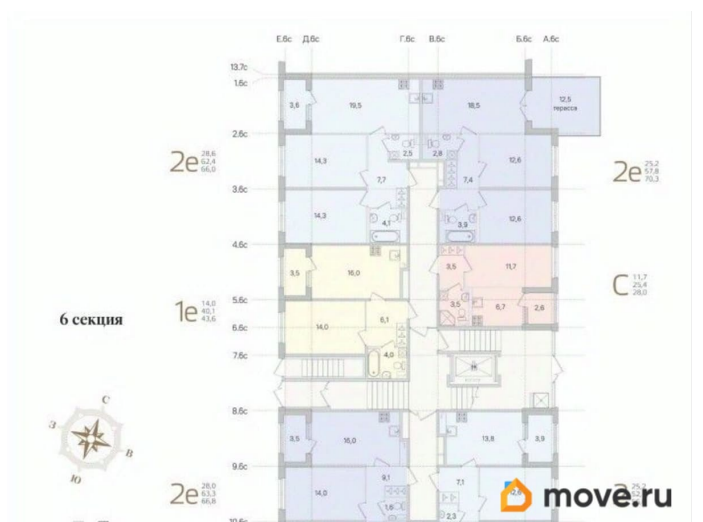 Е.6с Д.6с Г.6с В.6с Б.6с А.6с
13.7с
1.6с
3,6 19,5 18,5 12,5
терасса
2.6с
2,5 2,8
2е 28,6
62,4
66,0
14,3 12,6
2е 25,2
57,8
70,3
7,7 7,4
3.6с
14,3 12,6
4,1 3,9
4.6с
3,5 16,0 3,5 11,7
С 11,7
25,4
28,0
5.6с
3,5 6,7 2,6
1е 14,0
40,1
43,6
6 секция
14,0 6,1
6.6с
4,0
7.6с
С
З В
Ю
8.6с
3,5 16,0 13,8 3,9
9.6с
2е 28,0
63,3
66,8
9,1 7,1
14,0
1,6 2,3
move.ru